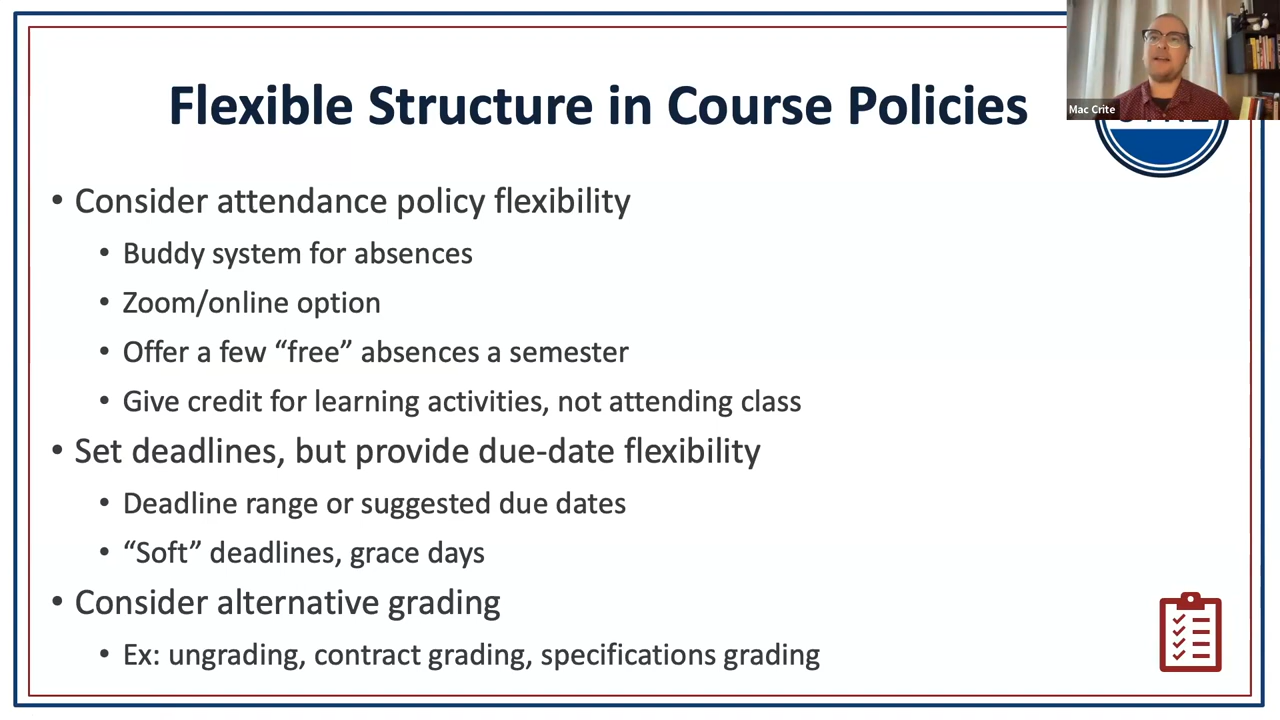 Flexible Structure in Course Policies
Mac Crite
• Consider attendance policy flexibility
• Buddy system for absences
• Zoom/online option
• Offer a few “free” absences a semester
• Give credit for learning activities, not attending class
• Set deadlines, but provide due-date flexibility
• Deadline range or suggested due dates
• “Soft” deadlines, grace days
• Consider alternative grading
• Ex: ungrading, contract grading, specifications grading